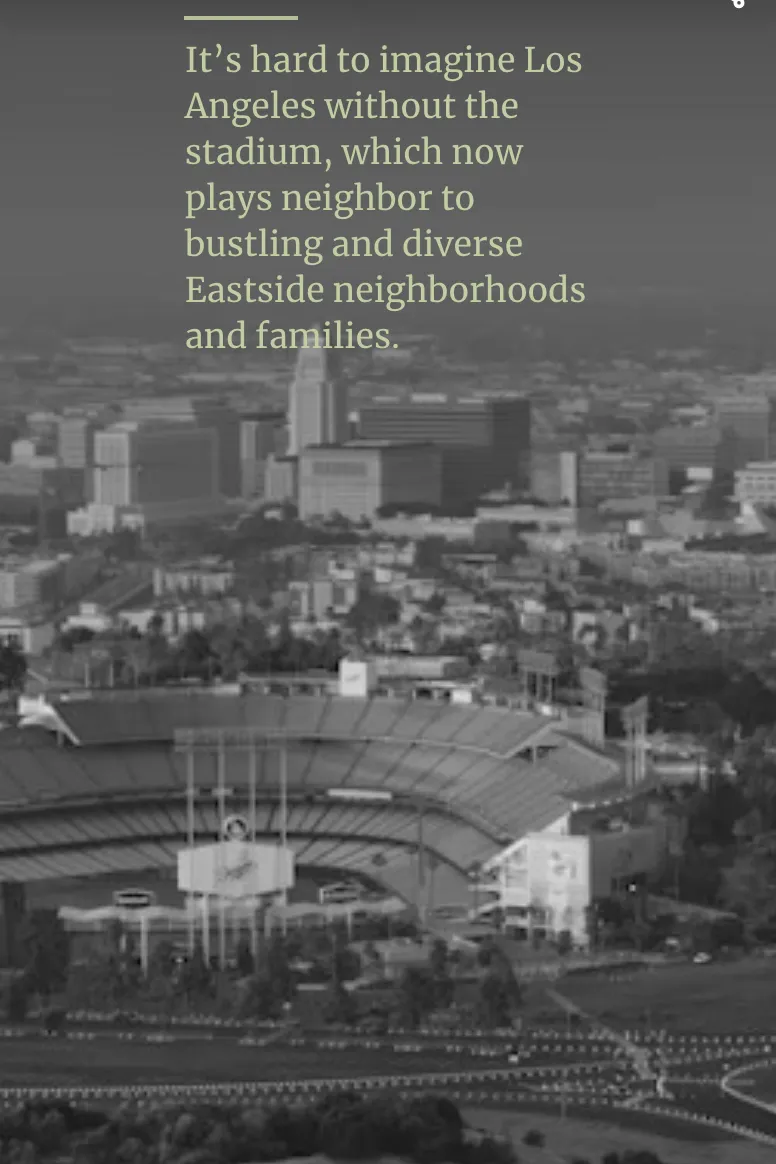 It’s hard to imagine Los
Angeles without the
stadium, which now
plays neighbor to
bustling and diverse
Eastside neighborhoods
and families.